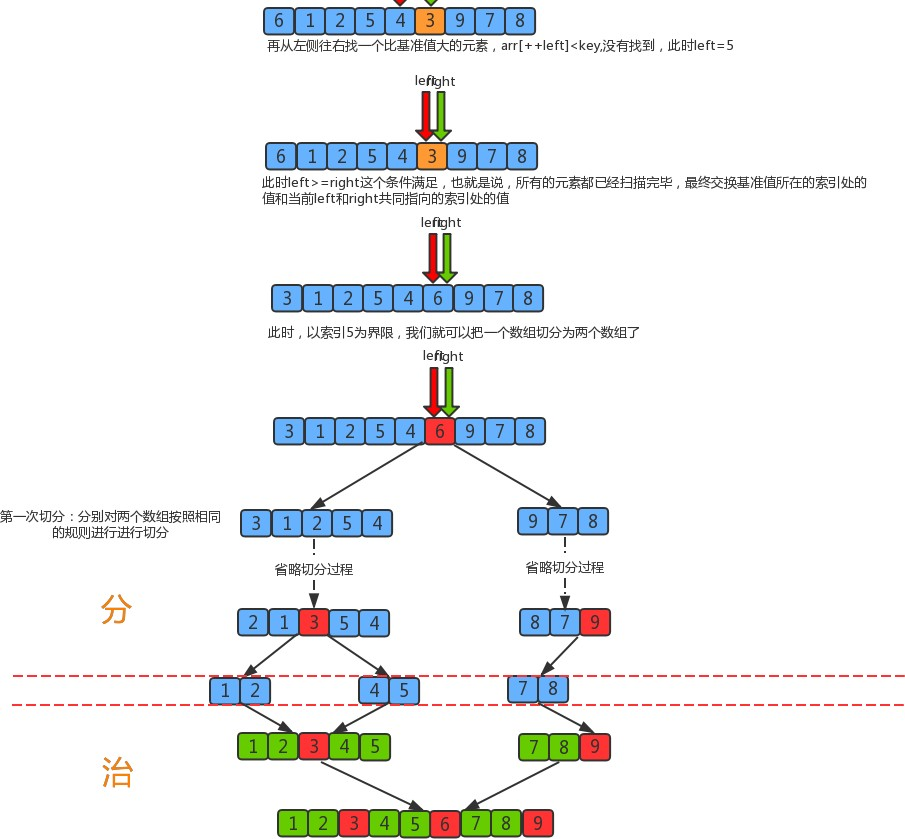 6 1 2 5 4 3 9 7 8
再从左侧往右找一个比基准值大的元素，arr[++left]<key,没有找到，此时left=5
left right
6 1 2 5 4 3 9 7 8
此时left>=right这个条件满足，也就是说，所有的元素都已经扫描完毕，最终交换基准值所在的索引处的
值和当前left和right共同指向的索引处的值
left right
3 1 2 5 4 6 9 7 8
此时，以索引5为界限，我们就可以把一个数组切分为两个数组了
left right
3 1 2 5 4 6 9 7 8
第一次切分：分别对两个数组按照相同
的规则进行进行切分
3 1 2 5 4
9 7 8
省略切分过程
省略切分过程
分
2 1 3 5 4
8 7 9
1 2
4 5
7 8
1 2 3 4 5
7 8 9
治
1 2 3 4 5 6 7 8 9